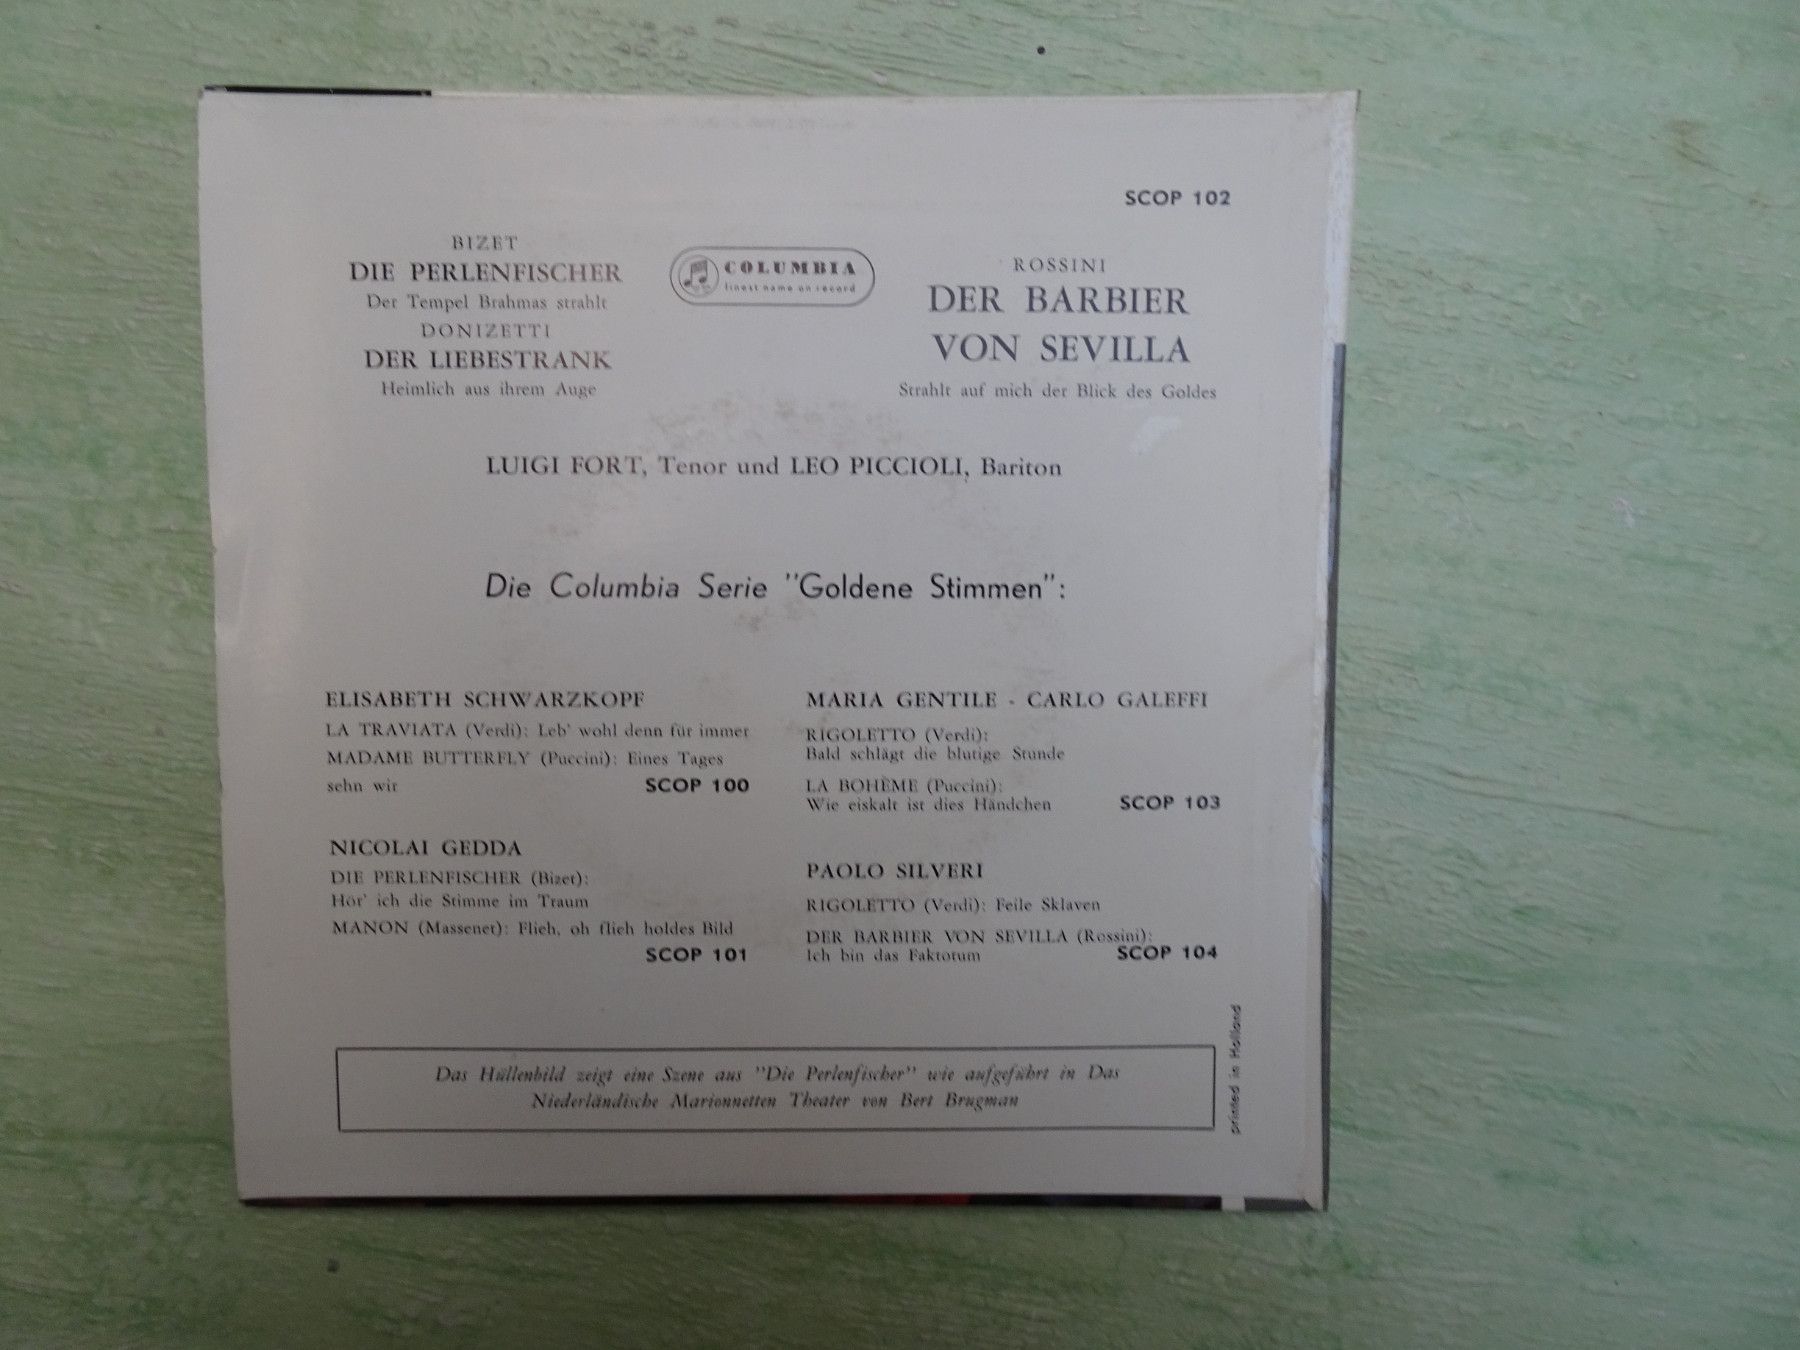 SCOP 102
BIZET
DIE PERLENFISCHER
Der Tempel Brahmas strahlt
DONIZETTI
DER LIEBESTRANK
Heimlich aus ihrem Auge
COLUMBIA
finest name on record
ROSSINI
DER BARBIER
VON SEVILLA
Strahlt auf mich der Blick des Goldes
LUIGI FORT, Tenor und LEO PICCIOLI, Bariton
Die Columbia Serie "Goldene Stimmen":
ELISABETH SCHWARZKOPF
LA TRAVIATA (Verdi): Leb' wohl denn für immer
MADAME BUTTERFLY (Puccini): Eines Tages
sehn wir SCOP 100
NICOLAI GEDDA
DIE PERLENFISCHER (Bizet):
Hör' ich die Stimme im Traum
MANON (Massenet): Flieh, oh flieh holdes Bild
SCOP 101
MARIA GENTILE - CARLO GALEFFI
RIGOLETTO (Verdi):
Bald schlägt die blutige Stunde
LA BOHÈME (Puccini):
Wie eiskalt ist dies Händchen SCOP 103
PAOLO SILVERI
RIGOLETTO (Verdi): Feile Sklaven
DER BARBIER VON SEVILLA (Rossini):
Ich bin das Faktotum SCOP 104
Das Hüllenbild zeigt eine Szene aus "Die Perlenfischer" wie aufgeführt in Das
Niederländische Marionnetten Theater von Bert Brugman
printed in Holland